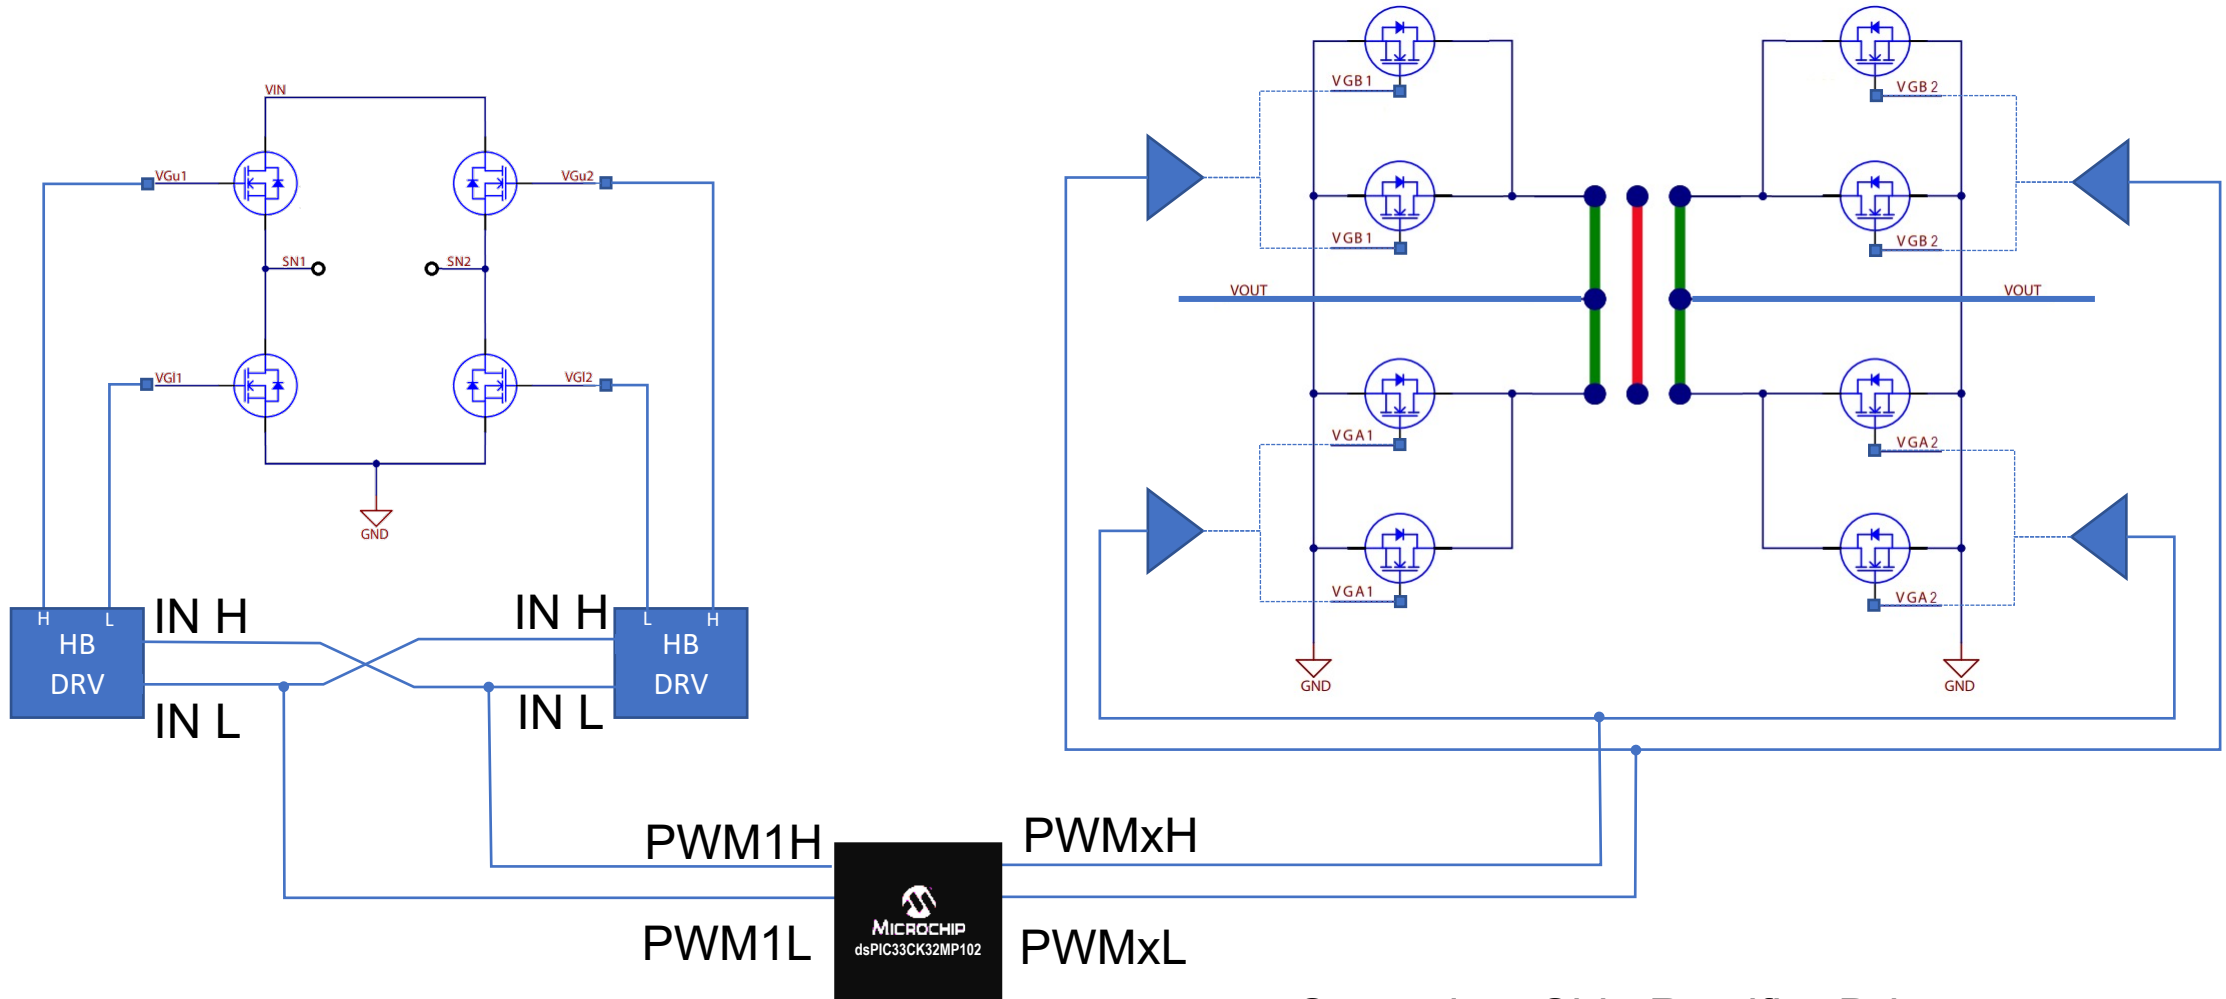 VIN
VGu1
VGu2
SN1
SN2
VGl1
VGl2
GND
H
L
HB
DRV
IN H
IN L
IN H
IN L
L
H
HB
DRV
VGB1
VGB2
VGB1
VGB2
VOUT
VOUT
VGA1
VGA2
VGA1
VGA2
GND
GND
PWM1H
PWMxH
MICROCHIP
dsPIC33CK32MP102
PWM1L
PWMxL